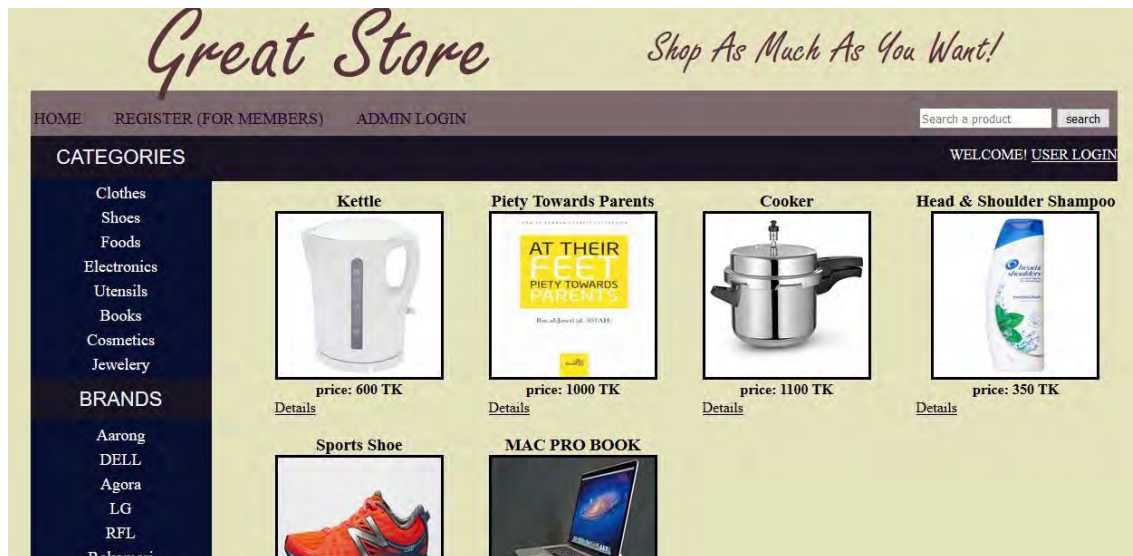 Great Store
Shop As Much As You Want!
HOME REGISTER (FOR MEMBERS) ADMIN LOGIN
Search a product search
CATEGORIES
WELCOME! USER LOGIN
Clothes
Shoes
Foods
Electronics
Utensils
Books
Cosmetics
Jewelery
BRANDS
Aarong
DELL
Agora
LG
RFL
Kettle
price: 600 TK
Details
Piety Towards Parents
AT THEIR
FEET
PIETY TOWARDS
PARENTS
price: 1000 TK
Details
Cooker
price: 1100 TK
Details
Head & Shoulder Shampoo
head &
shoulders
price: 350 TK
Details
Sports Shoe
MAC PRO BOOK